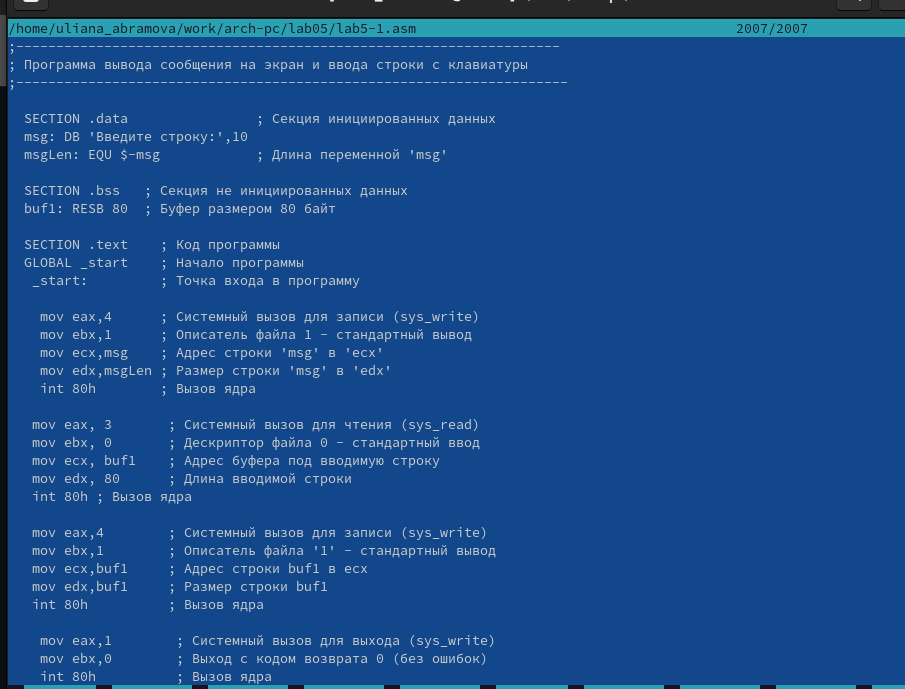 /home/uliana_abramova/work/arch-pc/lab05/lab5-1.asm 2007/2007
;--------------------------------------------------------------------
; Программа вывода сообщения на экран и ввода строки с клавиатуры
;---------------------------------------------------------------------
SECTION .data ; Секция инициированных данных
msg: DB 'Введите строку:',10
msgLen: EQU $-msg ; Длина переменной 'msg'
SECTION .bss ; Секция не инициированных данных
buf1: RESB 80 ; Буфер размером 80 байт
SECTION .text ; Код программы
GLOBAL _start ; Начало программы
_start: ; Точка входа в программу
mov eax,4 ; Системный вызов для записи (sys_write)
mov ebx,1 ; Описатель файла 1 - стандартный вывод
mov ecx,msg ; Адрес строки 'msg' в 'ecx'
mov edx,msgLen ; Размер строки 'msg' в 'edx'
int 80h ; Вызов ядра
mov eax, 3 ; Системный вызов для чтения (sys_read)
mov ebx, 0 ; Дескриптор файла 0 - стандартный ввод
mov ecx, buf1 ; Адрес буфера под вводимую строку
mov edx, 80 ; Длина вводимой строки
int 80h ; Вызов ядра
mov eax,4 ; Системный вызов для записи (sys_write)
mov ebx,1 ; Описатель файла '1' - стандартный вывод
mov ecx,buf1 ; Адрес строки buf1 в ecx
mov edx,buf1 ; Размер строки buf1
int 80h ; Вызов ядра
mov eax,1 ; Системный вызов для выхода (sys_write)
mov ebx,0 ; Выход с кодом возврата 0 (без ошибок)
int 80h ; Вызов ядра